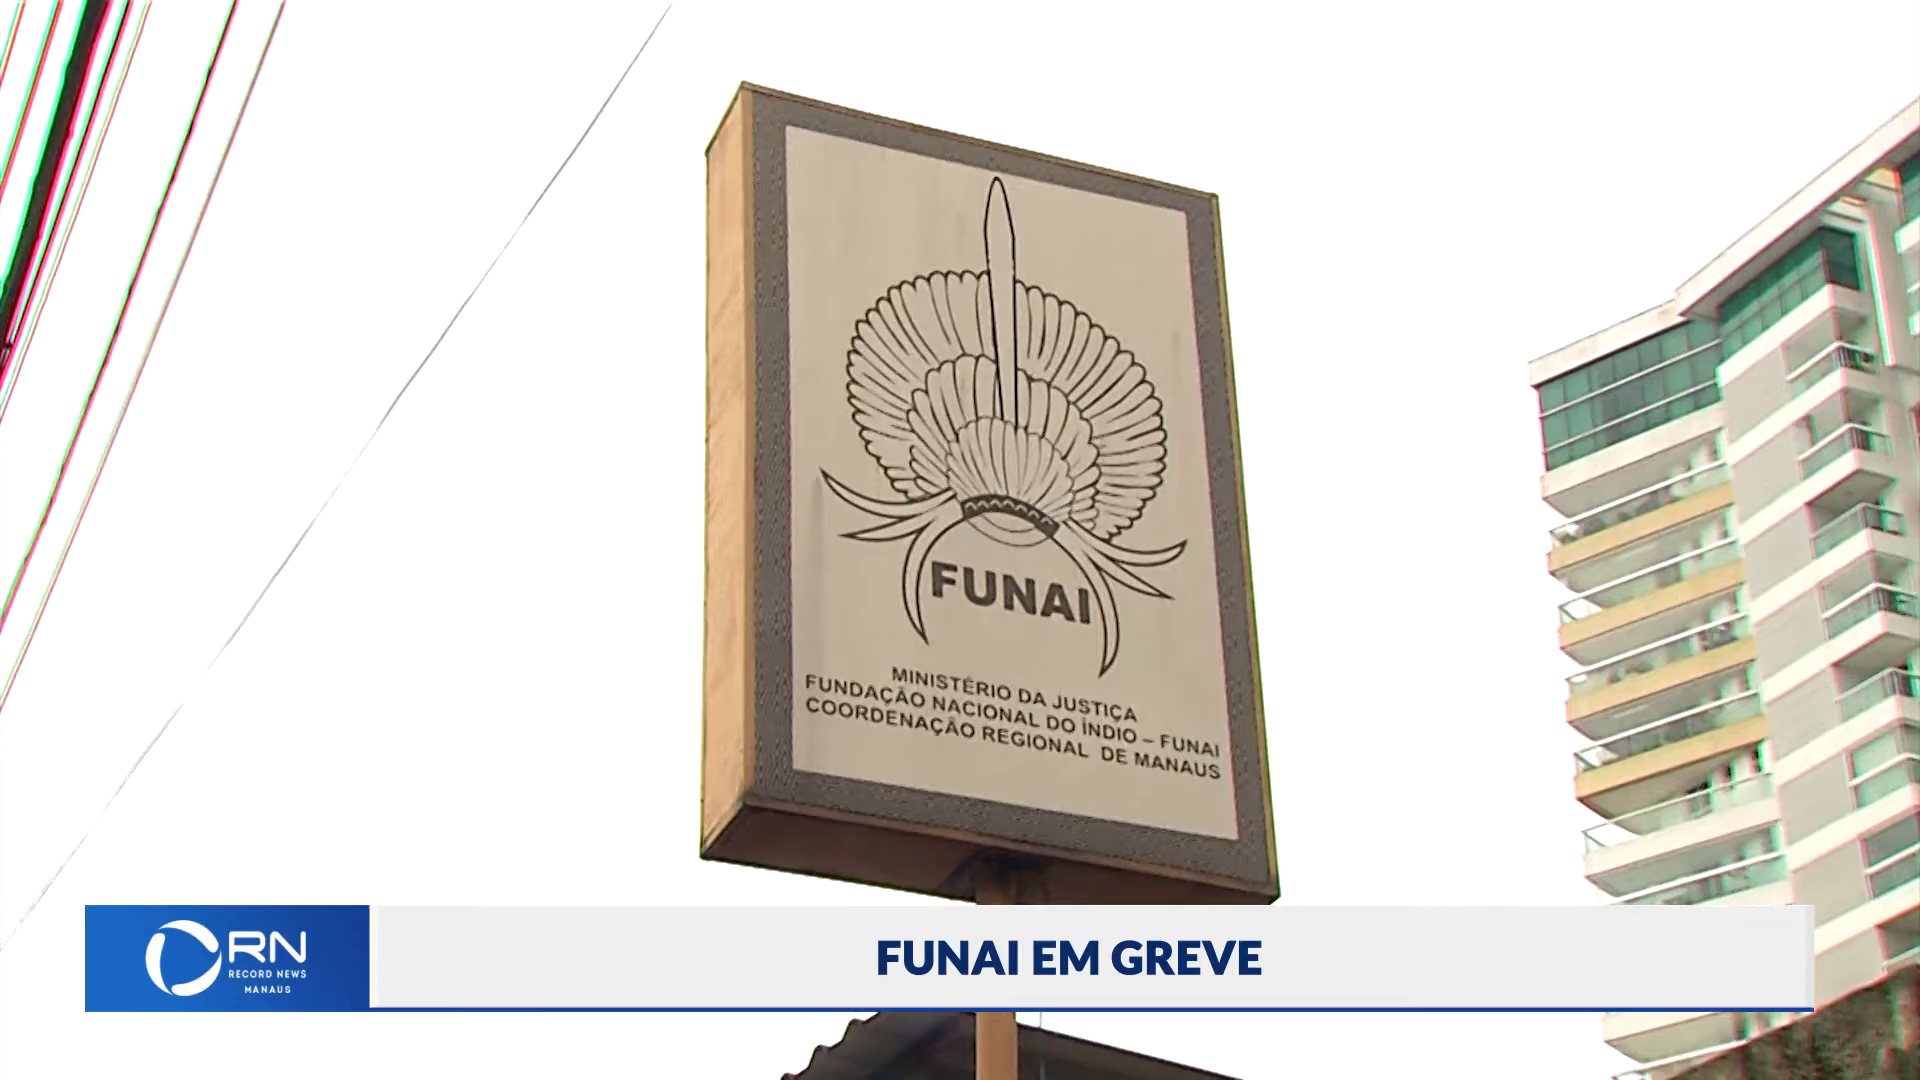 FUNAI
MINISTÉRIO DA JUSTIÇA
FUNDAÇÃO NACIONAL DO ÍNDIO – FUNAI
COORDENAÇÃO REGIONAL DE MANAUS
RN
RECORD NEWS
MANAUS
FUNAI EM GREVE